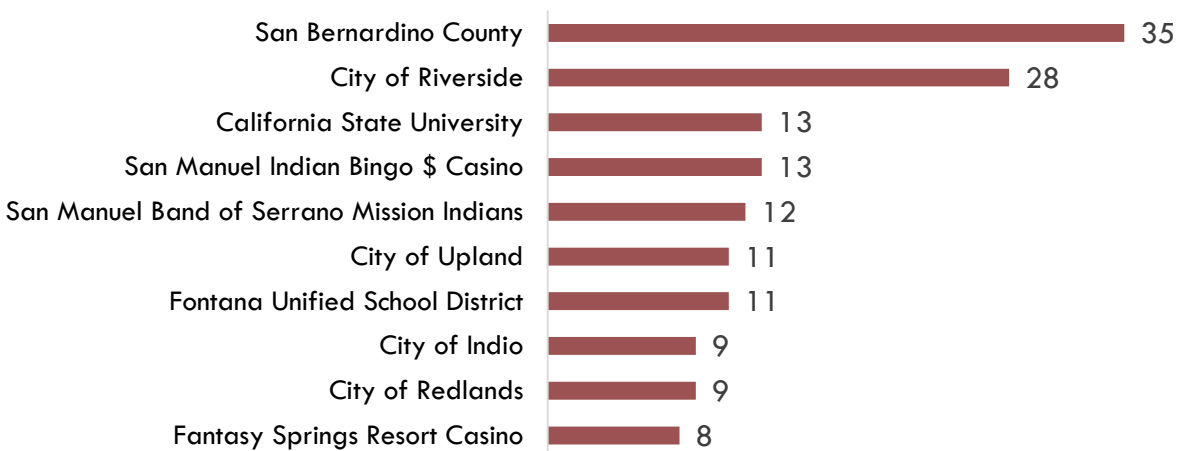 San Bernardino County 35
City of Riverside 28
California State University 13
San Manuel Indian Bingo $ Casino 13
San Manuel Band of Serrano Mission Indians 12
City of Upland 11
Fontana Unified School District 11
City of Indio 9
City of Redlands 9
Fantasy Springs Resort Casino 8